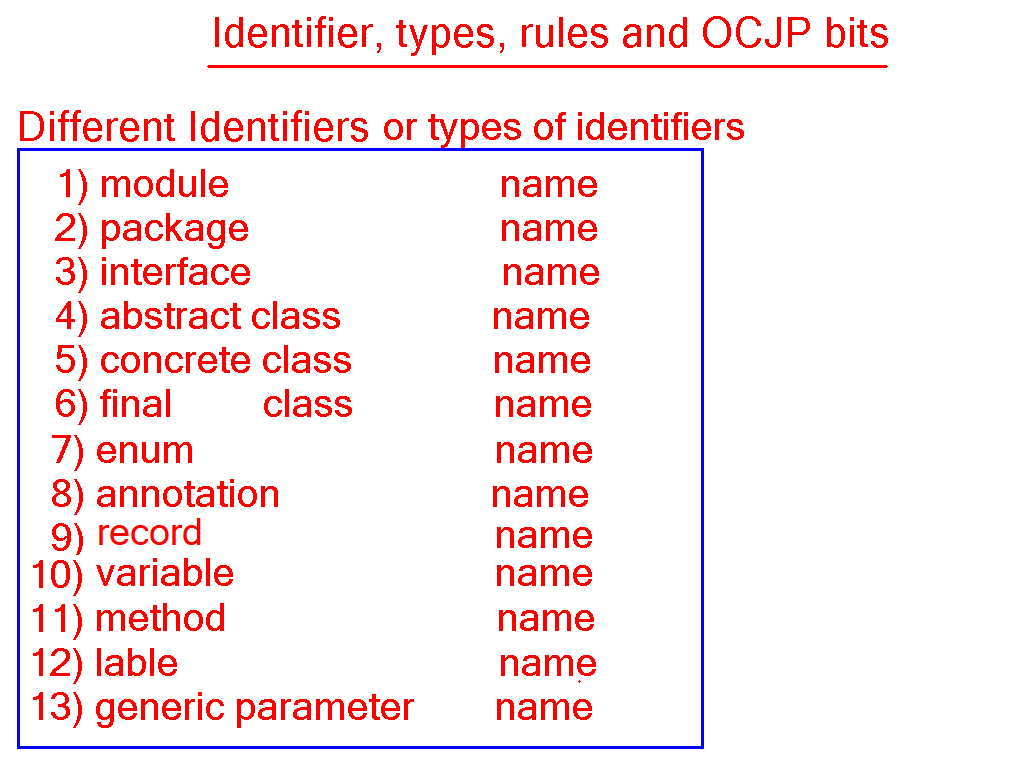 Identifier, types, rules and OCJP bits
Different Identifiers or types of identifiers
1) module name
2) package name
3) interface name
4) abstract class name
5) concrete class name
6) final class name
7) enum name
8) annotation name
9) record name
10) variable name
11) method name
12) lable name
13) generic parameter name